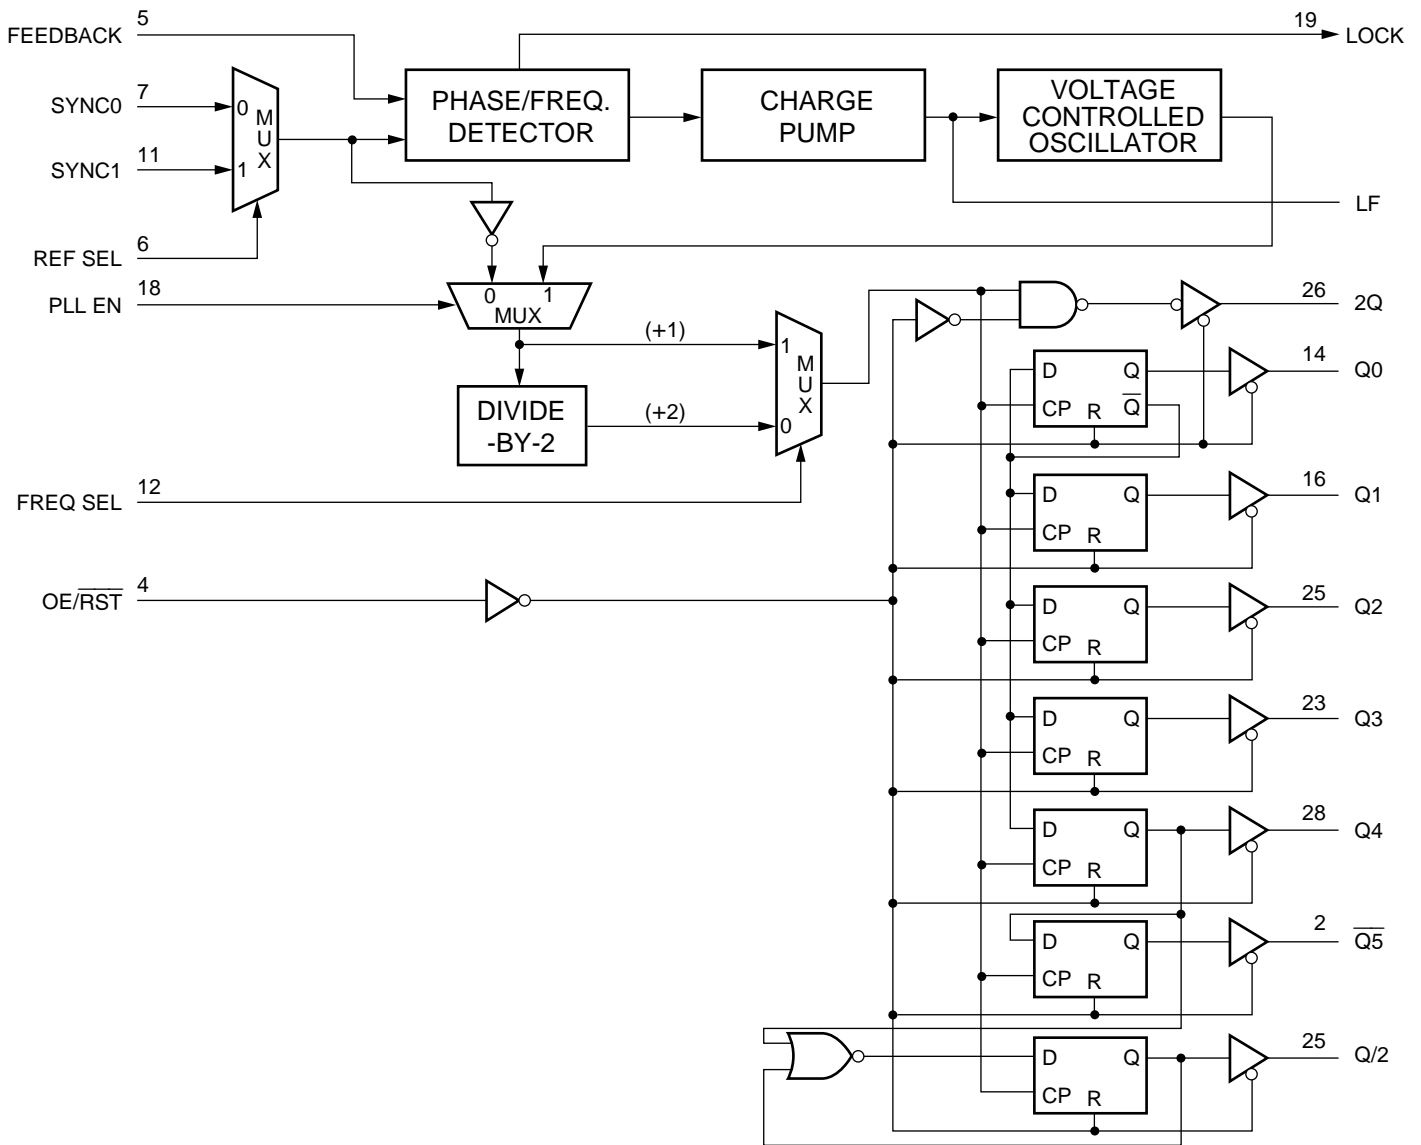 FEEDBACK 5
19 LOCK
SYNC0 7
SYNC1 11
0
M
U
X
1
PHASE/FREQ.
DETECTOR
CHARGE
PUMP
VOLTAGE
CONTROLLED
OSCILLATOR
LF
REF SEL 6
PLL EN 18
0 1
MUX
(+1)
(+2)
DIVIDE
-BY-2
1
M
U
X
0
FREQ SEL 12
OE/R̅S̅T̅ 4
26 2Q
D Q
CP R Q̅
14 Q0
D Q
CP R
16 Q1
D Q
CP R
25 Q2
D Q
CP R
23 Q3
D Q
CP R
28 Q4
D Q
CP R
2 Q̅5̅
D Q
CP R
25 Q/2